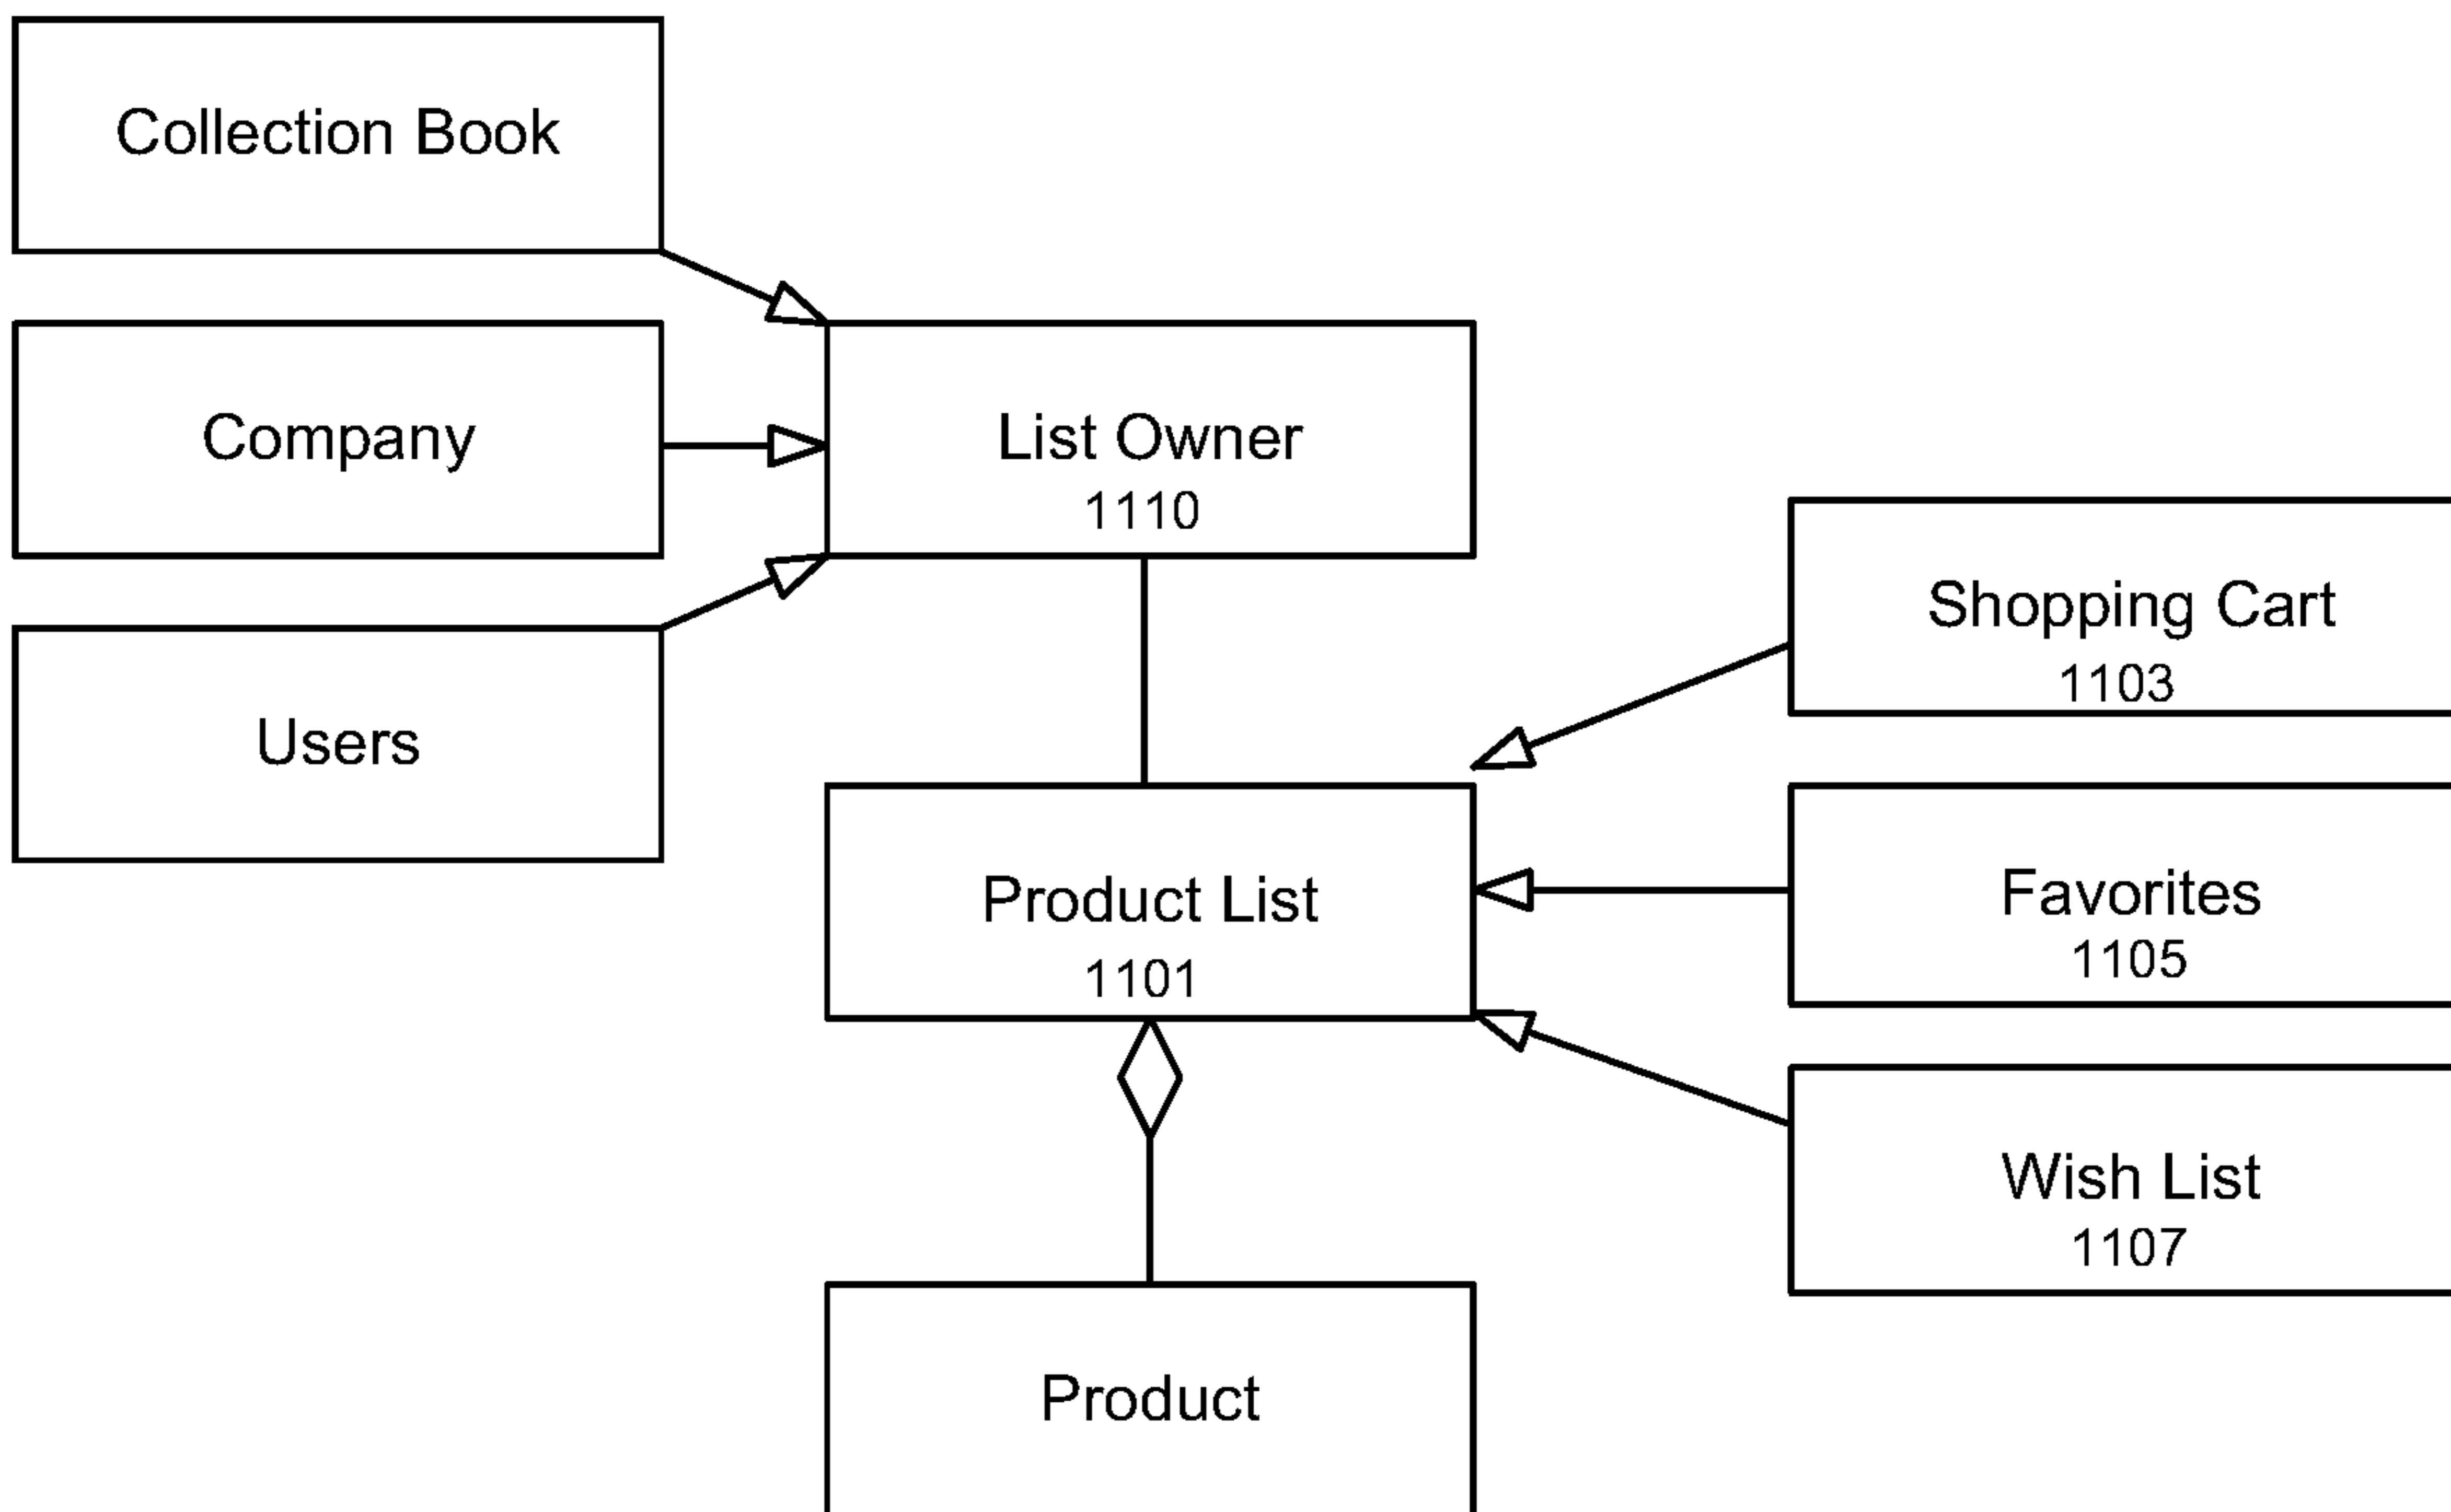 Collection Book
Company
List Owner
1110
Users
Shopping Cart
1103
Product List
1101
Favorites
1105
Wish List
1107
Product